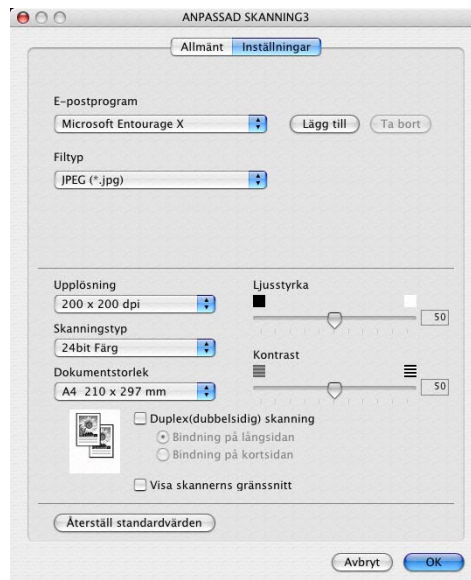 ANPASSAD SKANNING3
Allmänt Inställningar
E-postprogram
Microsoft Entourage X Lägg till Ta bort
Filtyp
JPEG (*.jpg)
Upplösning Ljusstyrka
200 x 200 dpi 50
Skanningstyp
24bit Färg Kontrast
Dokumentstorlek
A4 210 x 297 mm 50
Duplex(dubbelsidig) skanning
Bindning på långsidan
Bindning på kortsidan
Visa skannerns gränssnitt
Återställ standardvärden
Avbryt OK